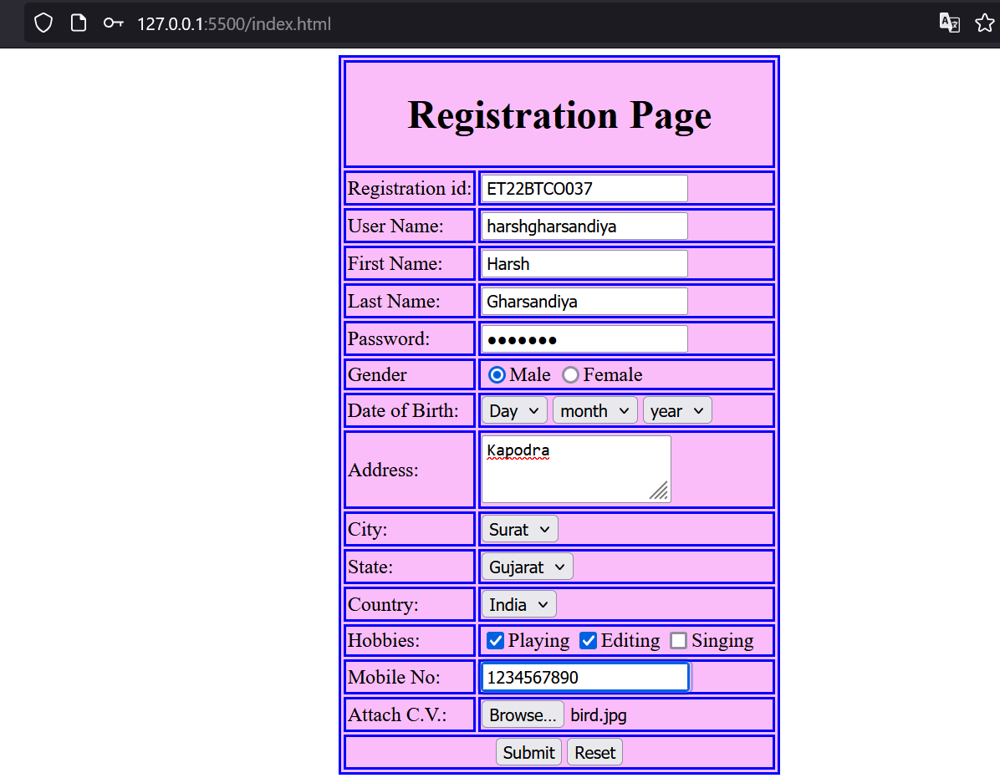 127.0.0.1:5500/index.html
Registration Page
Registration id: ET22BTCO037
User Name: harshgharsandiya
First Name: Harsh
Last Name: Gharsandiya
Password: ●●●●●●●
Gender Male Female
Date of Birth: Day month year
Address: Kapodra
City: Surat
State: Gujarat
Country: India
Hobbies: Playing Editing Singing
Mobile No: 1234567890
Attach C.V.: Browse... bird.jpg
Submit Reset